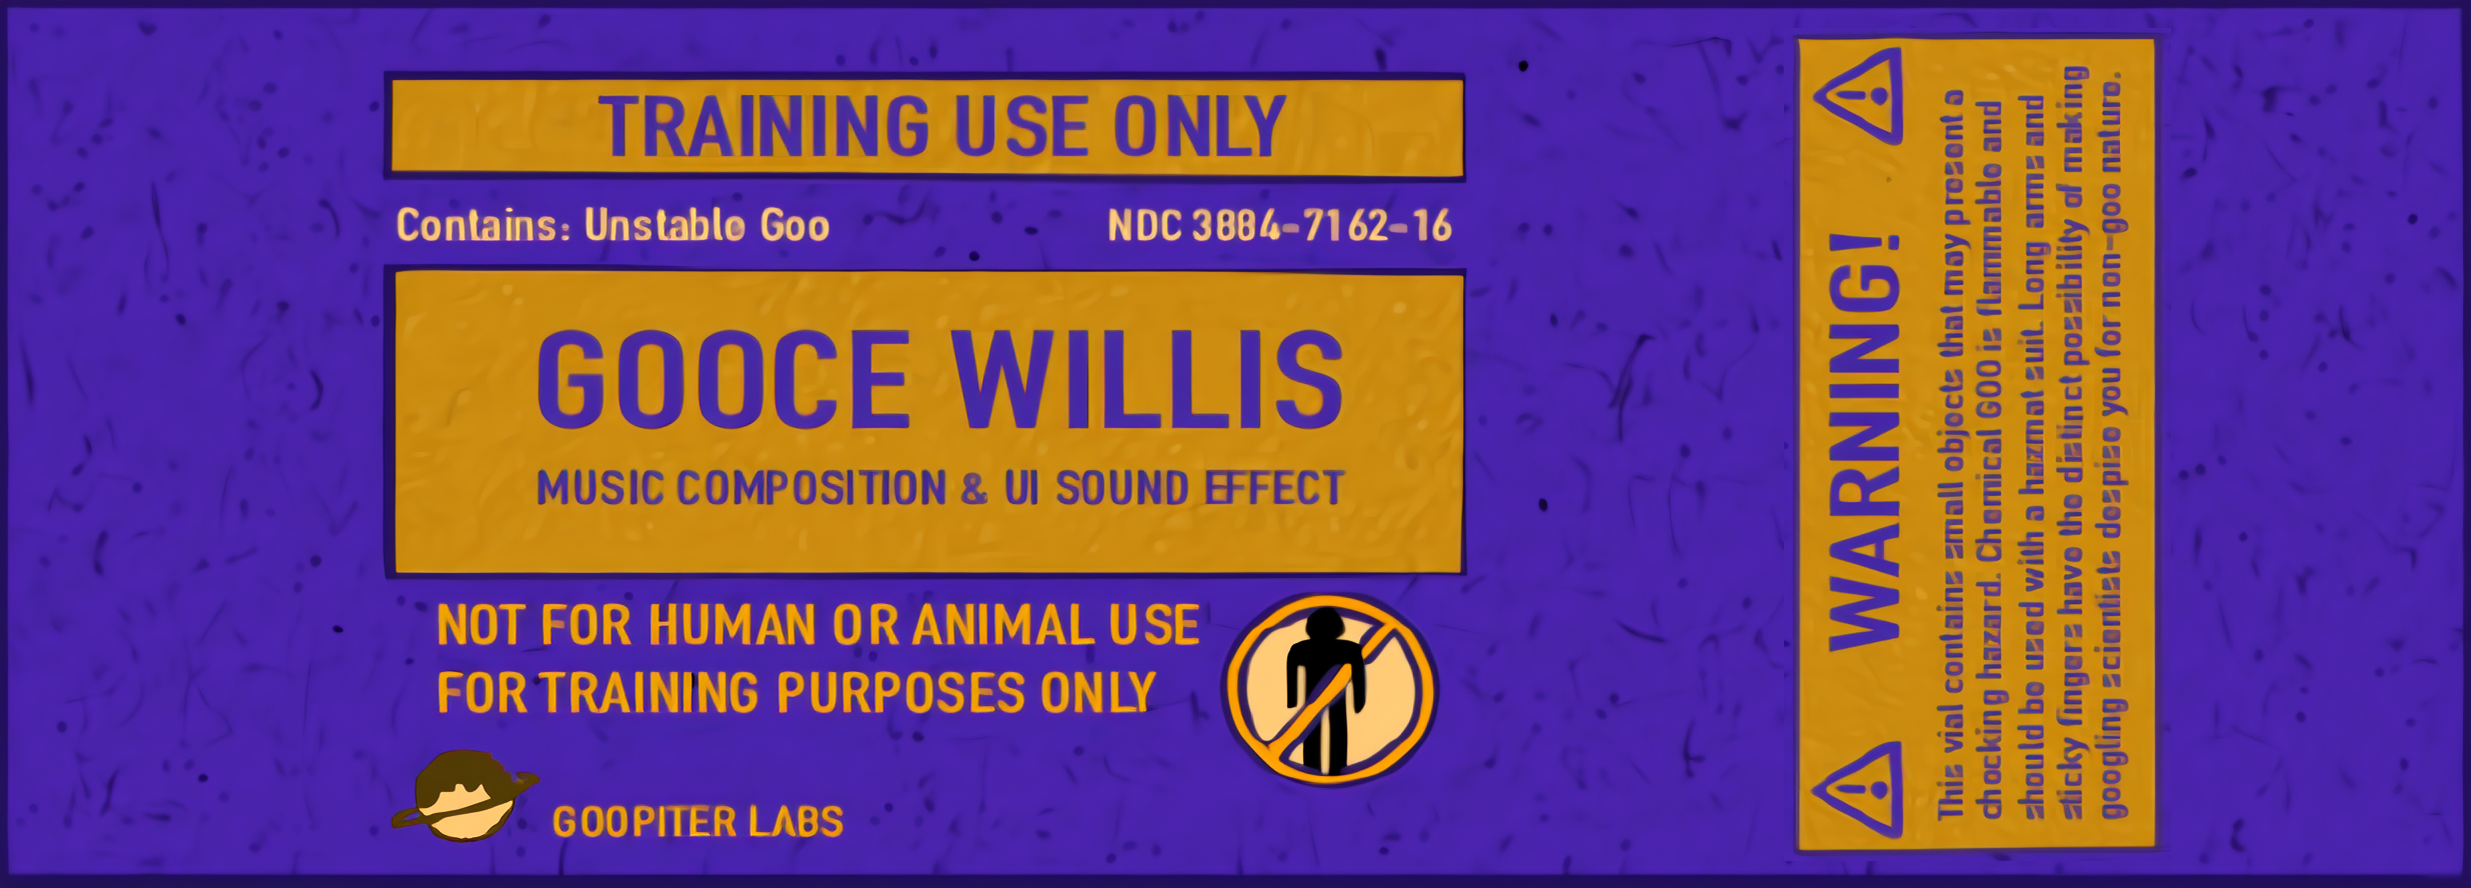 TRAINING USE ONLY
Contains: Unstable Goo
NDC 3884-7162-16
GOOCE WILLIS
MUSIC COMPOSITION & UI SOUND EFFECT
NOT FOR HUMAN OR ANIMAL USE
FOR TRAINING PURPOSES ONLY
GOOPITER LABS
WARNING!
This vial contains small objects that may present a
chocking hazard. Chemical GOO is flammable and
should be used with a hazmat suit. Long arms and
sticky fingers have the distinct possibility of making
googling scientists despise you for non-goo nature.